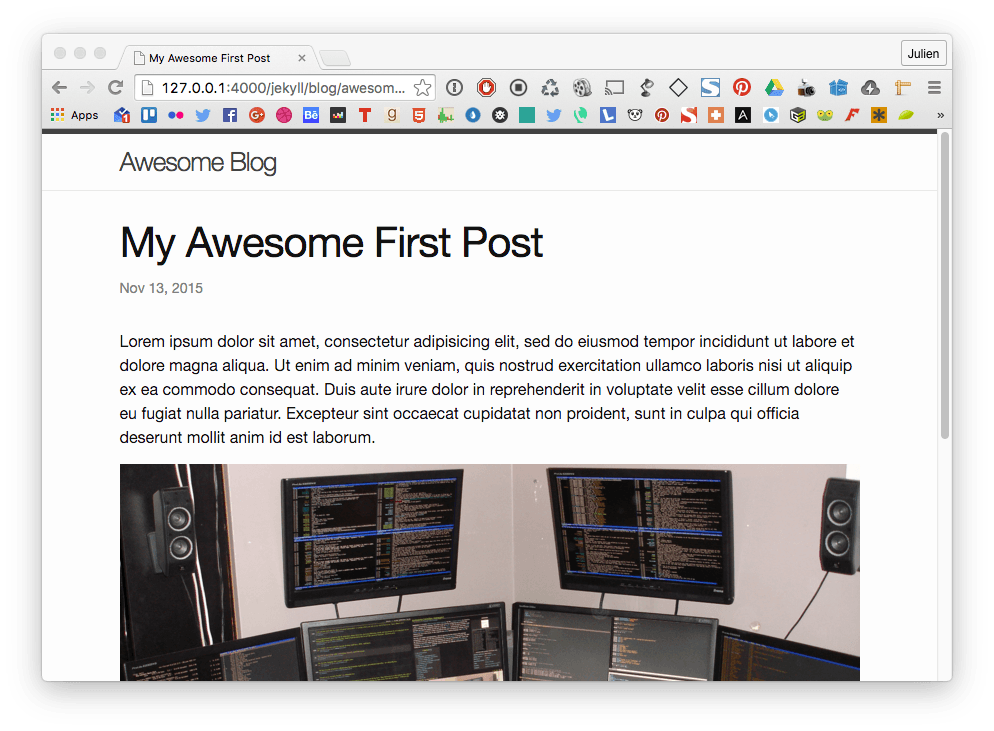 My Awesome First Post
Julien
127.0.0.1:4000/jekyll/blog/awesom...
Apps
»
Awesome Blog
My Awesome First Post
Nov 13, 2015
Lorem ipsum dolor sit amet, consectetur adipisicing elit, sed do eiusmod tempor incididunt ut labore et
dolore magna aliqua. Ut enim ad minim veniam, quis nostrud exercitation ullamco laboris nisi ut aliquip
ex ea commodo consequat. Duis aute irure dolor in reprehenderit in voluptate velit esse cillum dolore
eu fugiat nulla pariatur. Excepteur sint occaecat cupidatat non proident, sunt in culpa qui officia
deserunt mollit anim id est laborum.